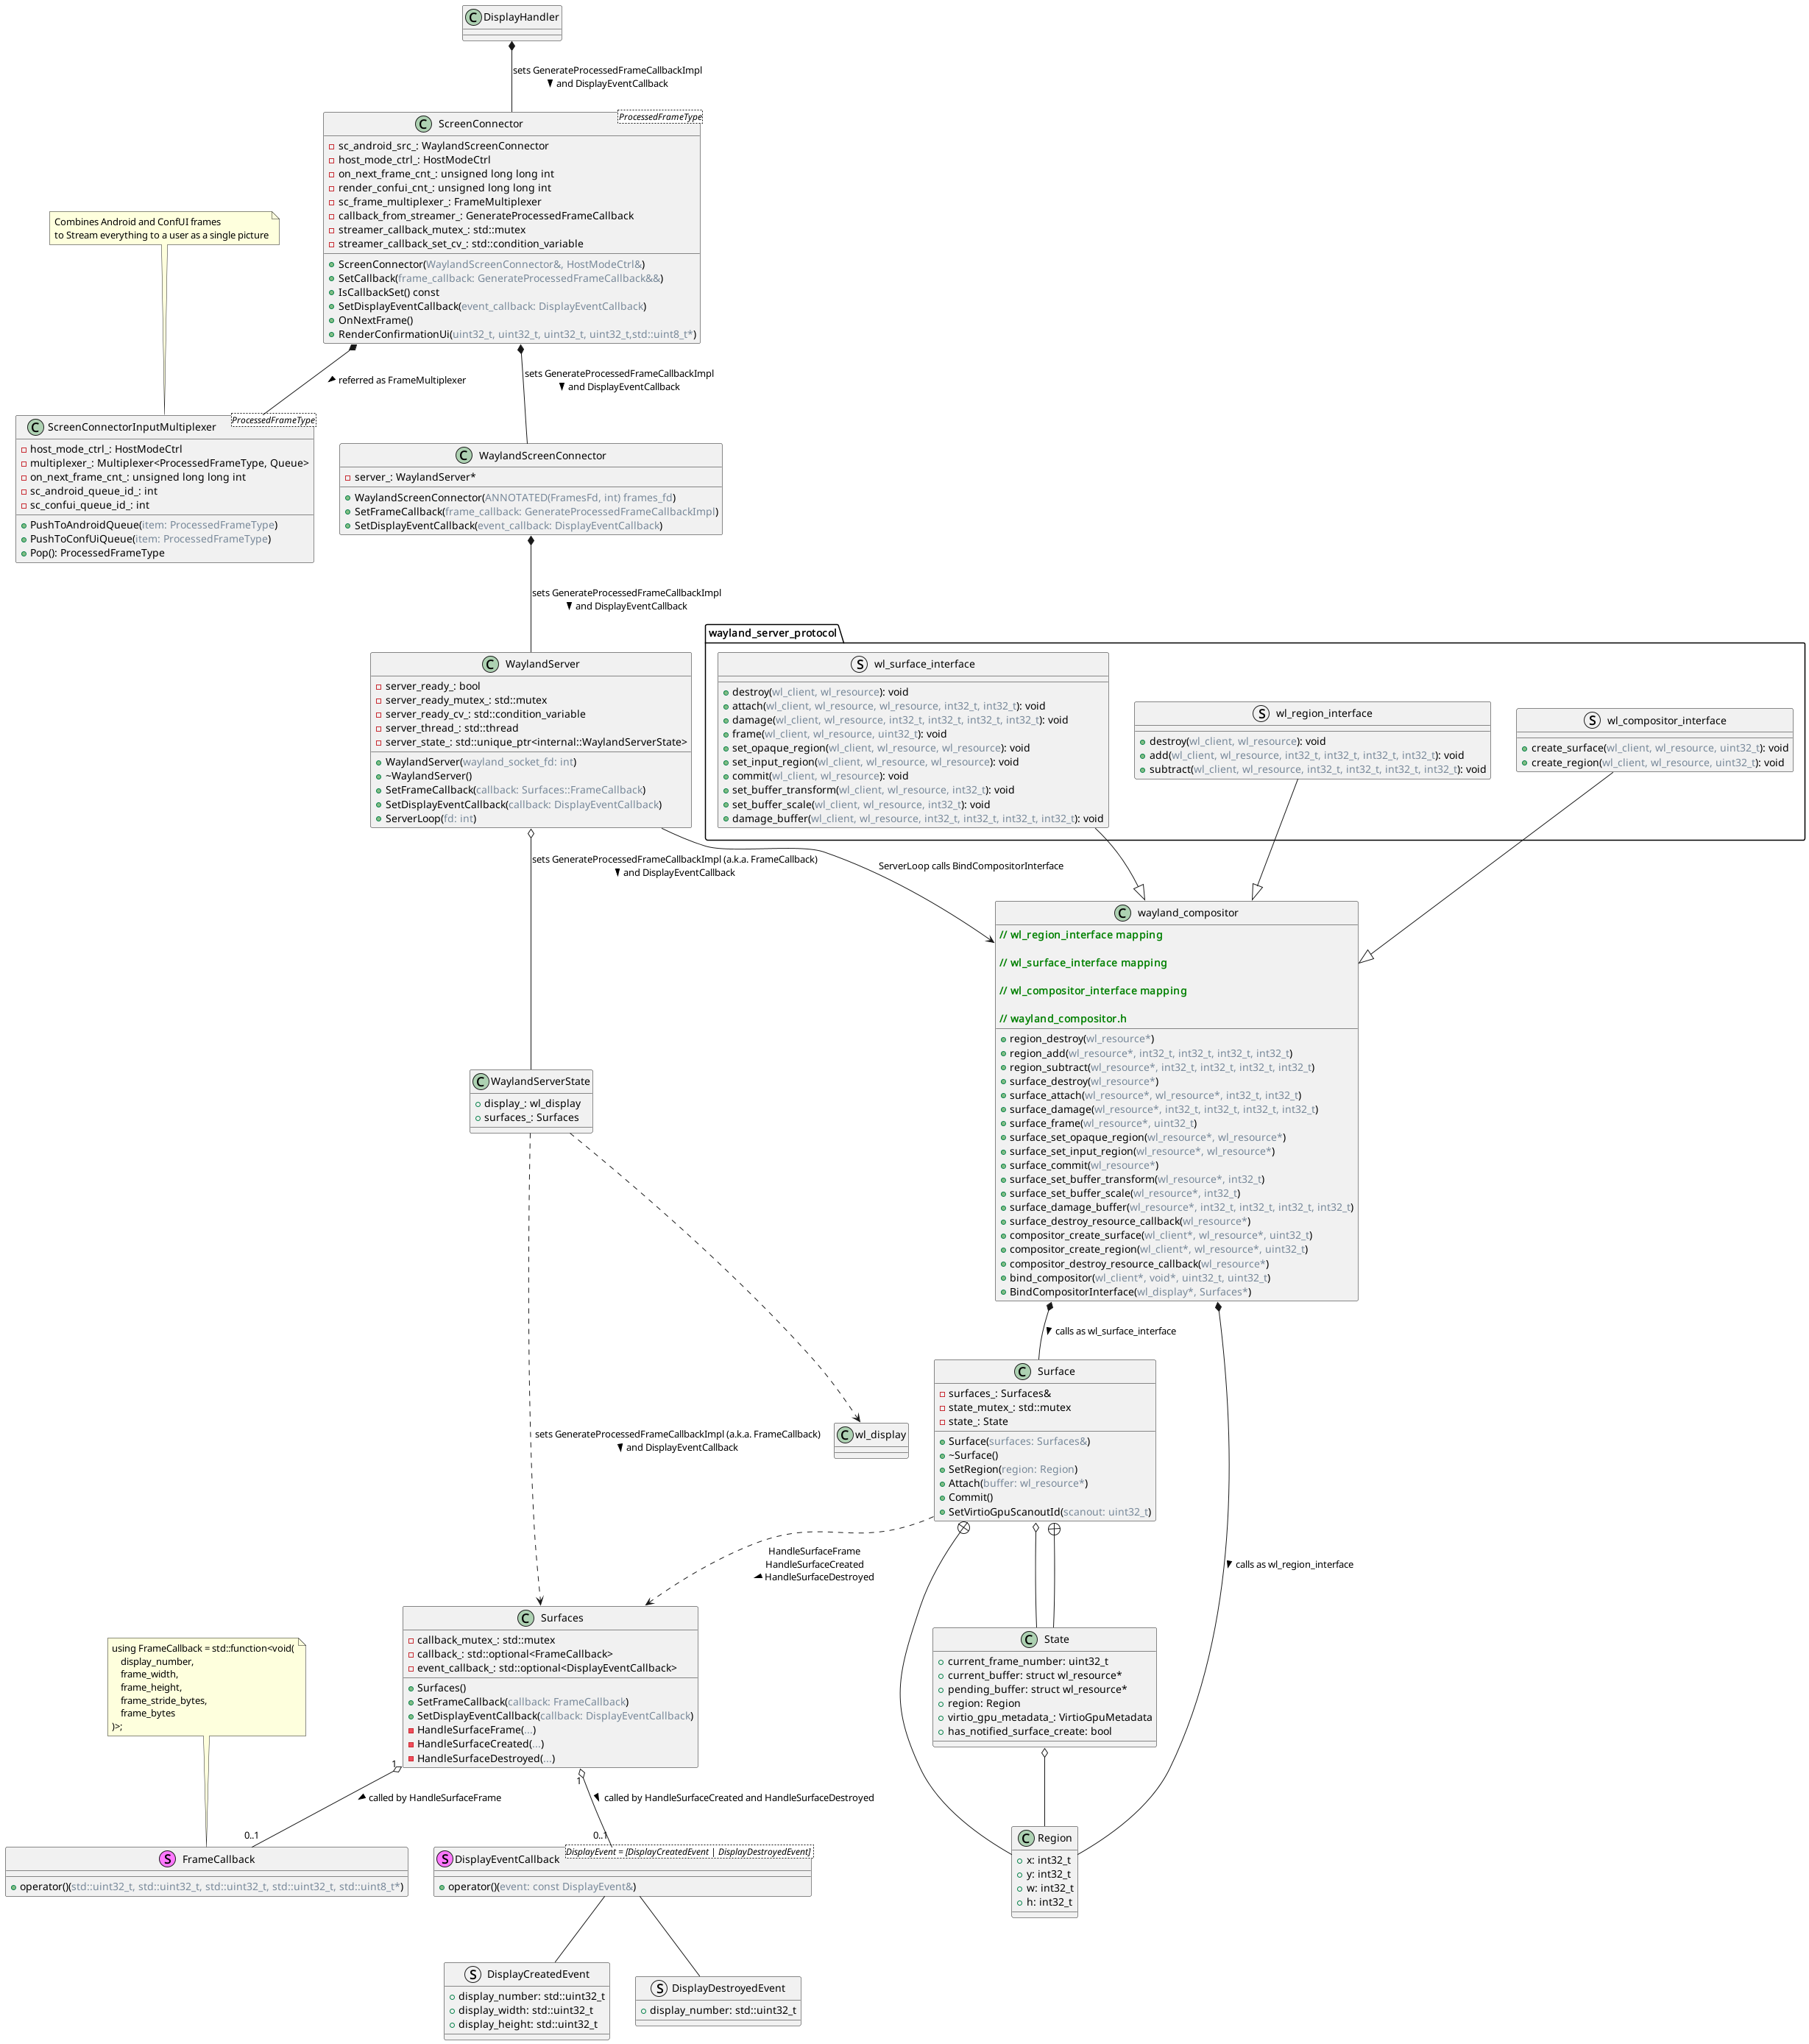 DisplayHandler
sets GenerateProcessedFrameCallbackImpl
and DisplayEventCallback
ScreenConnector
ProcessedFrameType
sc_android_src_: WaylandScreenConnector
host_mode_ctrl_: HostModeCtrl
on_next_frame_cnt_: unsigned long long int
render_confui_cnt_: unsigned long long int
sc_frame_multiplexer_: FrameMultiplexer
callback_from_streamer_: GenerateProcessedFrameCallback
streamer_callback_mutex_: std::mutex
streamer_callback_set_cv_: std::condition_variable
ScreenConnector(WaylandScreenConnector&, HostModeCtrl&)
SetCallback(frame_callback: GenerateProcessedFrameCallback&&)
IsCallbackSet() const
SetDisplayEventCallback(event_callback: DisplayEventCallback)
OnNextFrame()
RenderConfirmationUi(uint32_t, uint32_t, uint32_t, uint32_t,std::uint8_t*)
Combines Android and ConfUI frames
to Stream everything to a user as a single picture
referred as FrameMultiplexer
sets GenerateProcessedFrameCallbackImpl
and DisplayEventCallback
ScreenConnectorInputMultiplexer
ProcessedFrameType
host_mode_ctrl_: HostModeCtrl
multiplexer_: Multiplexer<ProcessedFrameType, Queue>
on_next_frame_cnt_: unsigned long long int
sc_android_queue_id_: int
sc_confui_queue_id_: int
PushToAndroidQueue(item: ProcessedFrameType)
PushToConfUiQueue(item: ProcessedFrameType)
Pop(): ProcessedFrameType
WaylandScreenConnector
server_: WaylandServer*
WaylandScreenConnector(ANNOTATED(FramesFd, int) frames_fd)
SetFrameCallback(frame_callback: GenerateProcessedFrameCallbackImpl)
SetDisplayEventCallback(event_callback: DisplayEventCallback)
sets GenerateProcessedFrameCallbackImpl
and DisplayEventCallback
WaylandServer
server_ready_: bool
server_ready_mutex_: std::mutex
server_ready_cv_: std::condition_variable
server_thread_: std::thread
server_state_: std::unique_ptr<internal::WaylandServerState>
WaylandServer(wayland_socket_fd: int)
~WaylandServer()
SetFrameCallback(callback: Surfaces::FrameCallback)
SetDisplayEventCallback(callback: DisplayEventCallback)
ServerLoop(fd: int)
wayland_server_protocol
wl_surface_interface
destroy(wl_client, wl_resource): void
attach(wl_client, wl_resource, wl_resource, int32_t, int32_t): void
damage(wl_client, wl_resource, int32_t, int32_t, int32_t, int32_t): void
frame(wl_client, wl_resource, uint32_t): void
set_opaque_region(wl_client, wl_resource, wl_resource): void
set_input_region(wl_client, wl_resource, wl_resource): void
commit(wl_client, wl_resource): void
set_buffer_transform(wl_client, wl_resource, int32_t): void
set_buffer_scale(wl_client, wl_resource, int32_t): void
damage_buffer(wl_client, wl_resource, int32_t, int32_t, int32_t, int32_t): void
wl_region_interface
destroy(wl_client, wl_resource): void
add(wl_client, wl_resource, int32_t, int32_t, int32_t, int32_t): void
subtract(wl_client, wl_resource, int32_t, int32_t, int32_t, int32_t): void
wl_compositor_interface
create_surface(wl_client, wl_resource, uint32_t): void
create_region(wl_client, wl_resource, uint32_t): void
sets GenerateProcessedFrameCallbackImpl (a.k.a. FrameCallback)
and DisplayEventCallback
ServerLoop calls BindCompositorInterface
wayland_compositor
// wl_region_interface mapping
// wl_surface_interface mapping
// wl_compositor_interface mapping
// wayland_compositor.h
region_destroy(wl_resource*)
region_add(wl_resource*, int32_t, int32_t, int32_t, int32_t)
region_subtract(wl_resource*, int32_t, int32_t, int32_t, int32_t)
surface_destroy(wl_resource*)
surface_attach(wl_resource*, wl_resource*, int32_t, int32_t)
surface_damage(wl_resource*, int32_t, int32_t, int32_t, int32_t)
surface_frame(wl_resource*, uint32_t)
surface_set_opaque_region(wl_resource*, wl_resource*)
surface_set_input_region(wl_resource*, wl_resource*)
surface_commit(wl_resource*)
surface_set_buffer_transform(wl_resource*, int32_t)
surface_set_buffer_scale(wl_resource*, int32_t)
surface_damage_buffer(wl_resource*, int32_t, int32_t, int32_t, int32_t)
surface_destroy_resource_callback(wl_resource*)
compositor_create_surface(wl_client*, wl_resource*, uint32_t)
compositor_create_region(wl_client*, wl_resource*, uint32_t)
compositor_destroy_resource_callback(wl_resource*)
bind_compositor(wl_client*, void*, uint32_t, uint32_t)
BindCompositorInterface(wl_display*, Surfaces*)
WaylandServerState
display_: wl_display
surfaces_: Surfaces
calls as wl_surface_interface
Surface
surfaces_: Surfaces&
state_mutex_: std::mutex
state_: State
Surface(surfaces: Surfaces&)
~Surface()
SetRegion(region: Region)
Attach(buffer: wl_resource*)
Commit()
SetVirtioGpuScanoutId(scanout: uint32_t)
wl_display
sets GenerateProcessedFrameCallbackImpl (a.k.a. FrameCallback)
and DisplayEventCallback
HandleSurfaceFrame
HandleSurfaceCreated
HandleSurfaceDestroyed
calls as wl_region_interface
Surfaces
callback_mutex_: std::mutex
callback_: std::optional<FrameCallback>
event_callback_: std::optional<DisplayEventCallback>
Surfaces()
SetFrameCallback(callback: FrameCallback)
SetDisplayEventCallback(callback: DisplayEventCallback)
HandleSurfaceFrame(...)
HandleSurfaceCreated(...)
HandleSurfaceDestroyed(...)
State
current_frame_number: uint32_t
current_buffer: struct wl_resource*
pending_buffer: struct wl_resource*
region: Region
virtio_gpu_metadata_: VirtioGpuMetadata
has_notified_surface_create: bool
using FrameCallback = std::function<void(
display_number,
frame_width,
frame_height,
frame_stride_bytes,
frame_bytes
)>;
1
called by HandleSurfaceFrame
0..1
1
called by HandleSurfaceCreated and HandleSurfaceDestroyed
0..1
FrameCallback
operator()(std::uint32_t, std::uint32_t, std::uint32_t, std::uint32_t, std::uint8_t*)
DisplayEventCallback
DisplayEvent = [DisplayCreatedEvent | DisplayDestroyedEvent]
operator()(event: const DisplayEvent&)
Region
x: int32_t
y: int32_t
w: int32_t
h: int32_t
DisplayCreatedEvent
display_number: std::uint32_t
display_width: std::uint32_t
display_height: std::uint32_t
DisplayDestroyedEvent
display_number: std::uint32_t